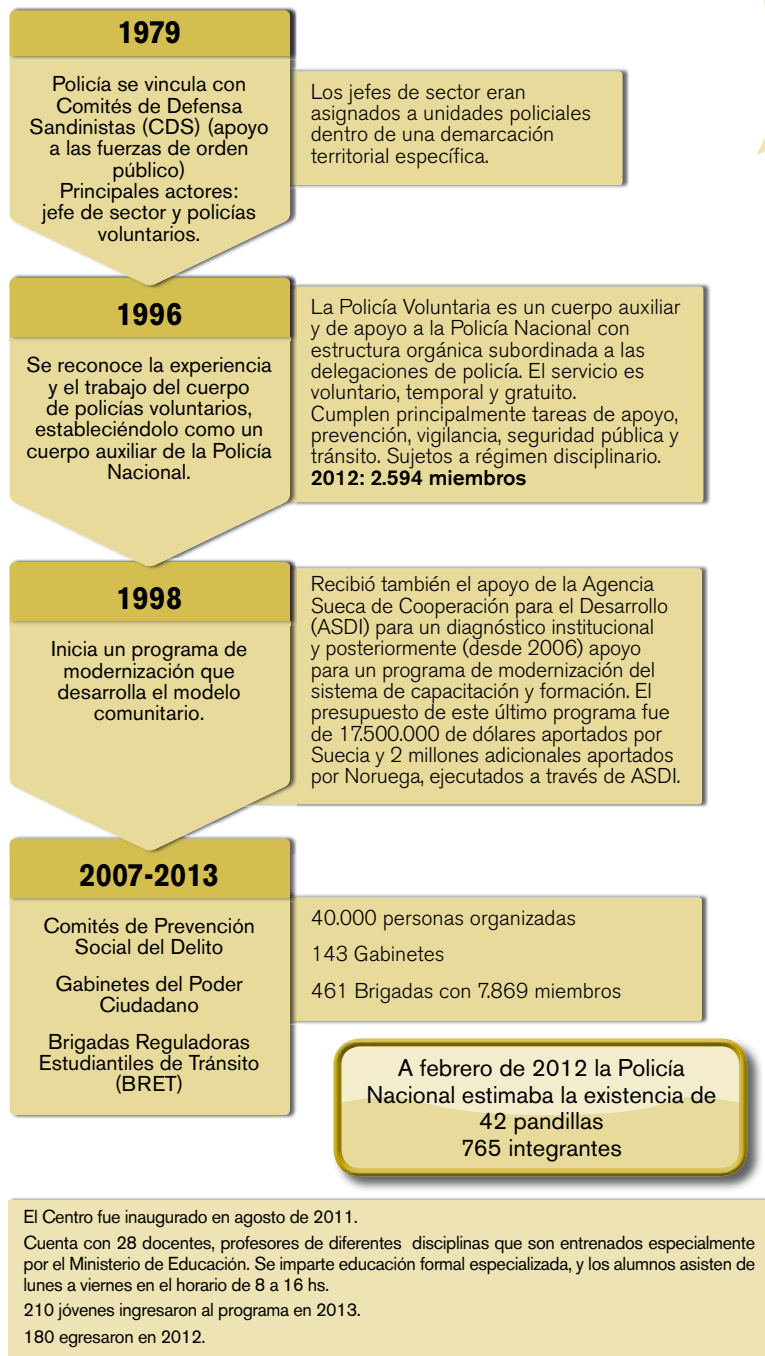 1979
Policía se vincula con
Comités de Defensa
Sandinistas (CDS) (apoyo
a las fuerzas de orden
público)
Principales actores:
jefe de sector y policías
voluntarios.
Los jefes de sector eran
asignados a unidades policiales
dentro de una demarcación
territorial específica.
1996
Se reconoce la experiencia
y el trabajo del cuerpo
de policías voluntarios,
estableciéndolo como un
cuerpo auxiliar de la Policía
Nacional.
La Policía Voluntaria es un cuerpo auxiliar
y de apoyo a la Policía Nacional con
estructura orgánica subordinada a las
delegaciones de policía. El servicio es
voluntario, temporal y gratuito.
Cumplen principalmente tareas de apoyo,
prevención, vigilancia, seguridad pública y
tránsito. Sujetos a régimen disciplinario.
2012: 2.594 miembros
1998
Inicia un programa de
modernización que
desarrolla el modelo
comunitario.
Recibió también el apoyo de la Agencia
Sueca de Cooperación para el Desarrollo
(ASDI) para un diagnóstico institucional
y posteriormente (desde 2006) apoyo
para un programa de modernización del
sistema de capacitación y formación. El
presupuesto de este último programa fue
de 17.500.000 de dólares aportados por
Suecia y 2 millones adicionales aportados
por Noruega, ejecutados a través de ASDI.
2007-2013
Comités de Prevención
Social del Delito
Gabinetes del Poder
Ciudadano
Brigadas Reguladoras
Estudiantiles de Tránsito
(BRET)
40.000 personas organizadas
143 Gabinetes
461 Brigadas con 7.869 miembros
A febrero de 2012 la Policía
Nacional estimaba la existencia de
42 pandillas
765 integrantes
El Centro fue inaugurado en agosto de 2011.
Cuenta con 28 docentes, profesores de diferentes disciplinas que son entrenados especialmente
por el Ministerio de Educación. Se imparte educación formal especializada, y los alumnos asisten de
lunes a viernes en el horario de 8 a 16 hs.
210 jóvenes ingresaron al programa en 2013.
180 egresaron en 2012.